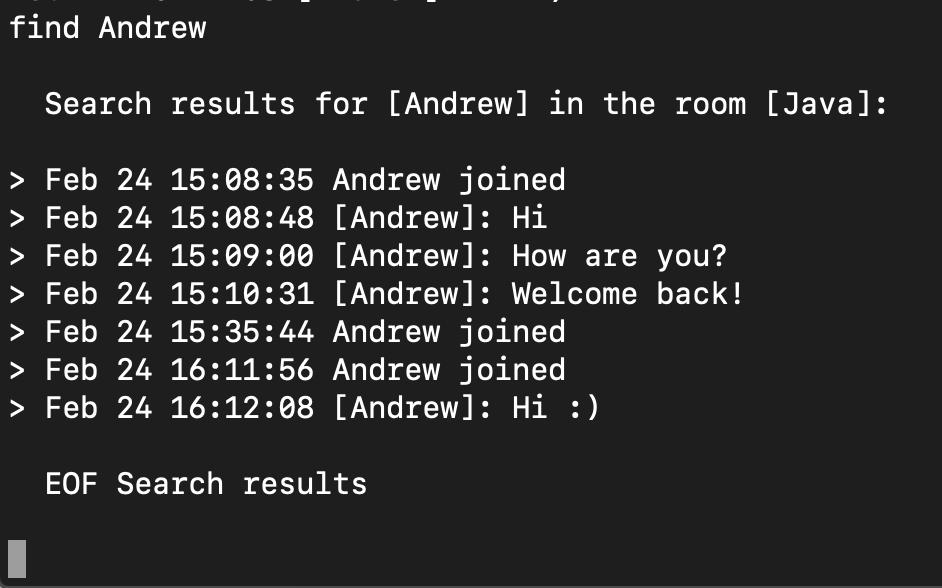 find Andrew
Search results for [Andrew] in the room [Java]:
> Feb 24 15:08:35 Andrew joined
> Feb 24 15:08:48 [Andrew]: Hi
> Feb 24 15:09:00 [Andrew]: How are you?
> Feb 24 15:10:31 [Andrew]: Welcome back!
> Feb 24 15:35:44 Andrew joined
> Feb 24 16:11:56 Andrew joined
> Feb 24 16:12:08 [Andrew]: Hi :)
EOF Search results